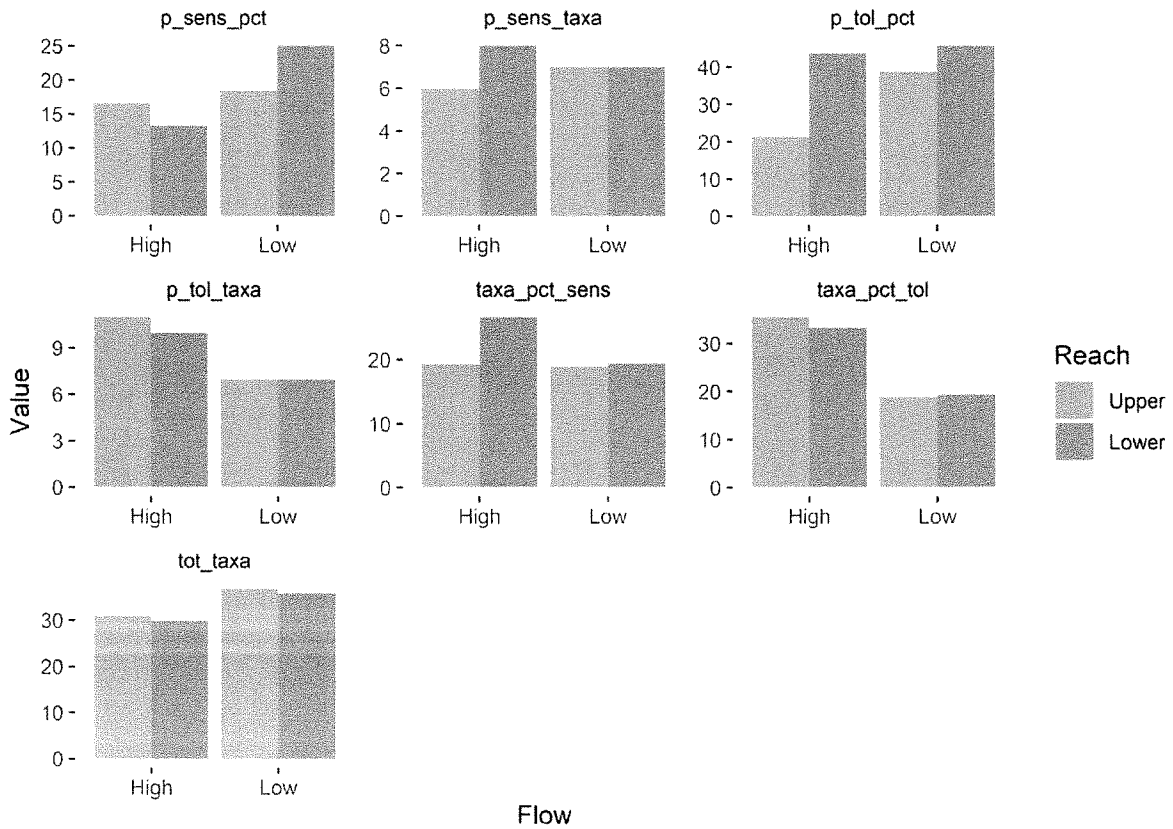 p_sens_pct
p_sens_taxa
p_tol_pct
25
20
15
10
5
0
8
6
4
2
0
40
30
20
10
0
High
Low
High
Low
High
Low
p_tol_taxa
taxa_pct_sens
taxa_pct_tol
9
6
3
0
20
10
0
30
20
10
0
High
Low
High
Low
High
Low
tot_taxa
30
20
10
0
High
Low
Value
Flow
Reach
Upper
Lower